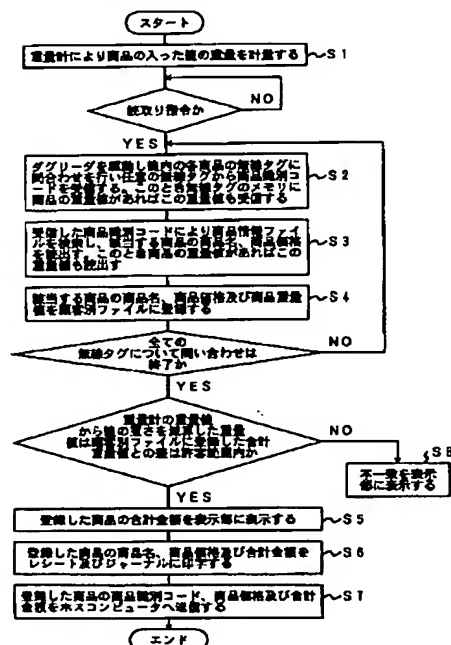 スタート
重量計により商品の入った籠の重量を計量する
S1
読取り指令か
NO
YES
タグリーダを駆動し籠内の各商品の無線タグに
問合わせを行い任意の無線タグから商品識別コ
ードを受信する。このとき無線タグのメモリに
商品の重量値があればこの重量値も受信する
S2
受信した商品識別コードにより商品情報ファイ
ルを検索し、該当する商品の商品名、商品価格
を読出す。このとき商品の重量値があればこの
重量値も読出す
S3
該当する商品の商品名、商品価格及び商品重量
値を顧客別ファイルに登録する
S4
全ての
無線タグについて問い合わせは
終了か
NO
YES
重量計の重量値
から籠の重さを減算した重量
値は顧客別ファイルに登録した合計
重量値との差は許容範囲内か
NO
S8
不一致を表示
部に表示する
YES
登録した商品の合計金額を表示部に表示する
S5
登録した商品の商品名、商品価格及び合計金額を
レシート及びジャーナルに印字する
S6
登録した商品の商品識別コード、商品価格及び合計
金額をホスコンピュータへ送信する
S7
エンド